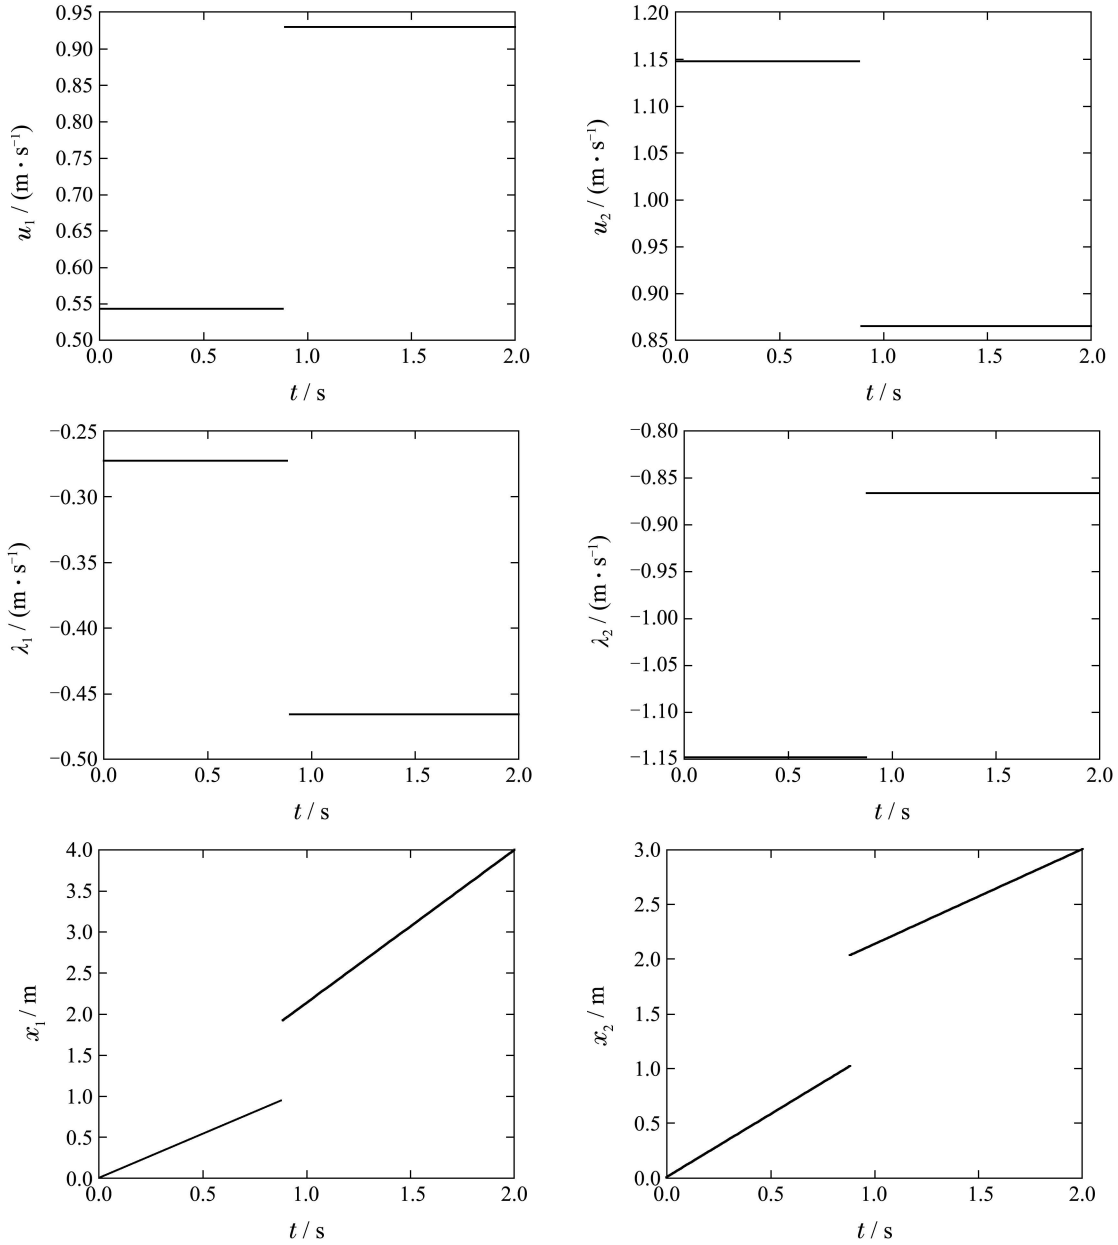 0.95
0.90
0.85
0.80
0.75
0.70
0.65
0.60
0.55
0.50
0.0 0.5 1.0 1.5 2.0
u₁ / (m • s⁻¹)
t / s
1.20
1.15
1.10
1.05
1.00
0.95
0.90
0.85
0.0 0.5 1.0 1.5 2.0
u₂ / (m • s⁻¹)
t / s
−0.25
−0.30
−0.35
−0.40
−0.45
−0.50
0.0 0.5 1.0 1.5 2.0
λ₁ / (m • s⁻¹)
t / s
−0.80
−0.85
−0.90
−0.95
−1.00
−1.05
−1.10
−1.15
0.0 0.5 1.0 1.5 2.0
λ₂ / (m • s⁻¹)
t / s
4.0
3.5
3.0
2.5
2.0
1.5
1.0
0.5
0.0
0.0 0.5 1.0 1.5 2.0
x₁ / m
t / s
3.0
2.5
2.0
1.5
1.0
0.5
0.0
0.0 0.5 1.0 1.5 2.0
x₂ / m
t / s